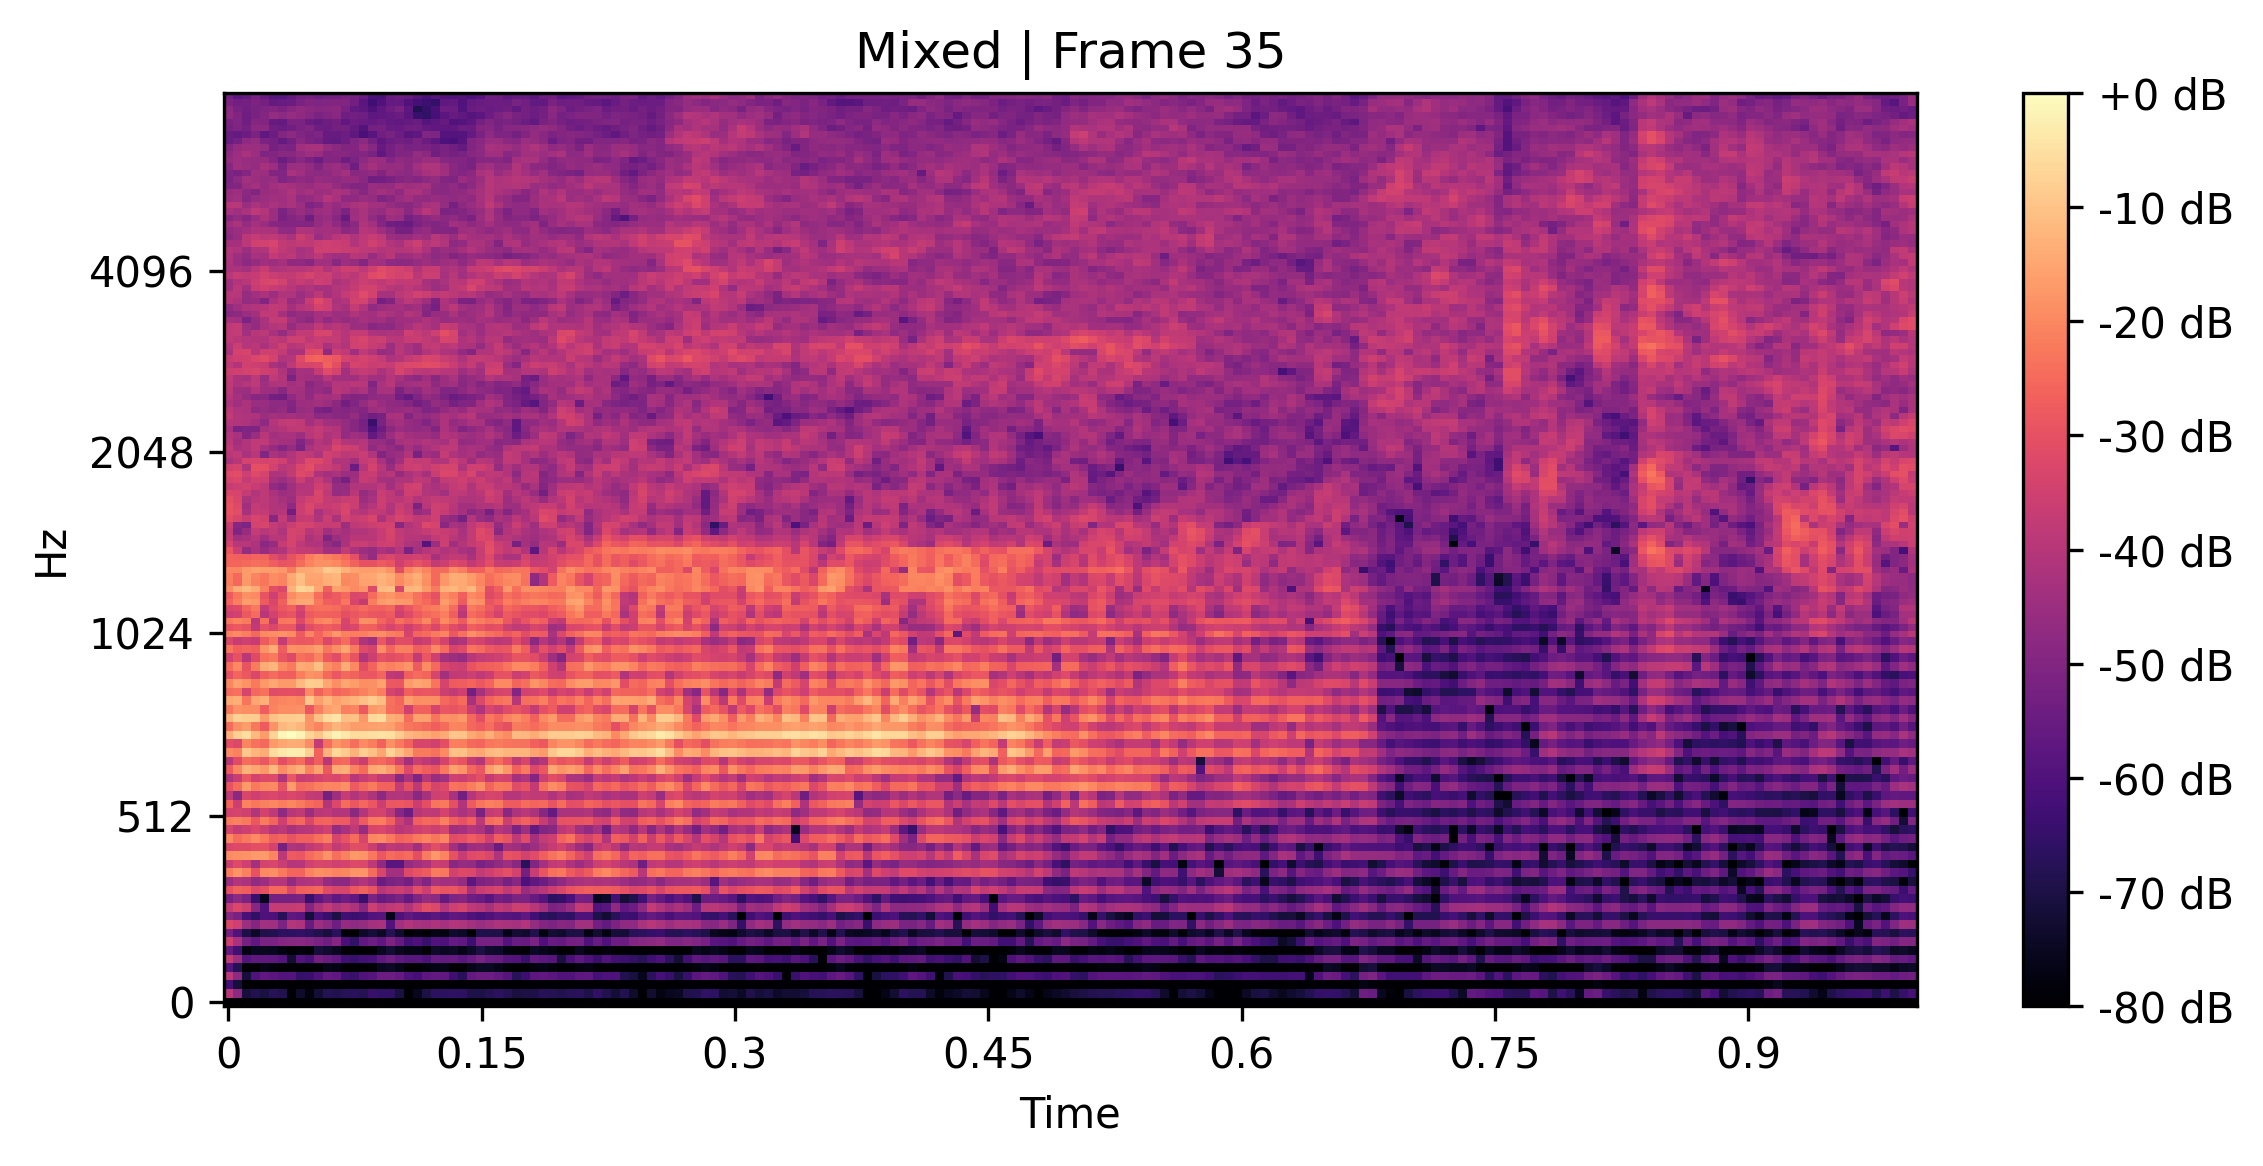 Mixed | Frame 35
+0 dB
-10 dB
-20 dB
-30 dB
-40 dB
-50 dB
-60 dB
-70 dB
-80 dB
Hz
4096
2048
1024
512
0
0 0.15 0.3 0.45 0.6 0.75 0.9
Time